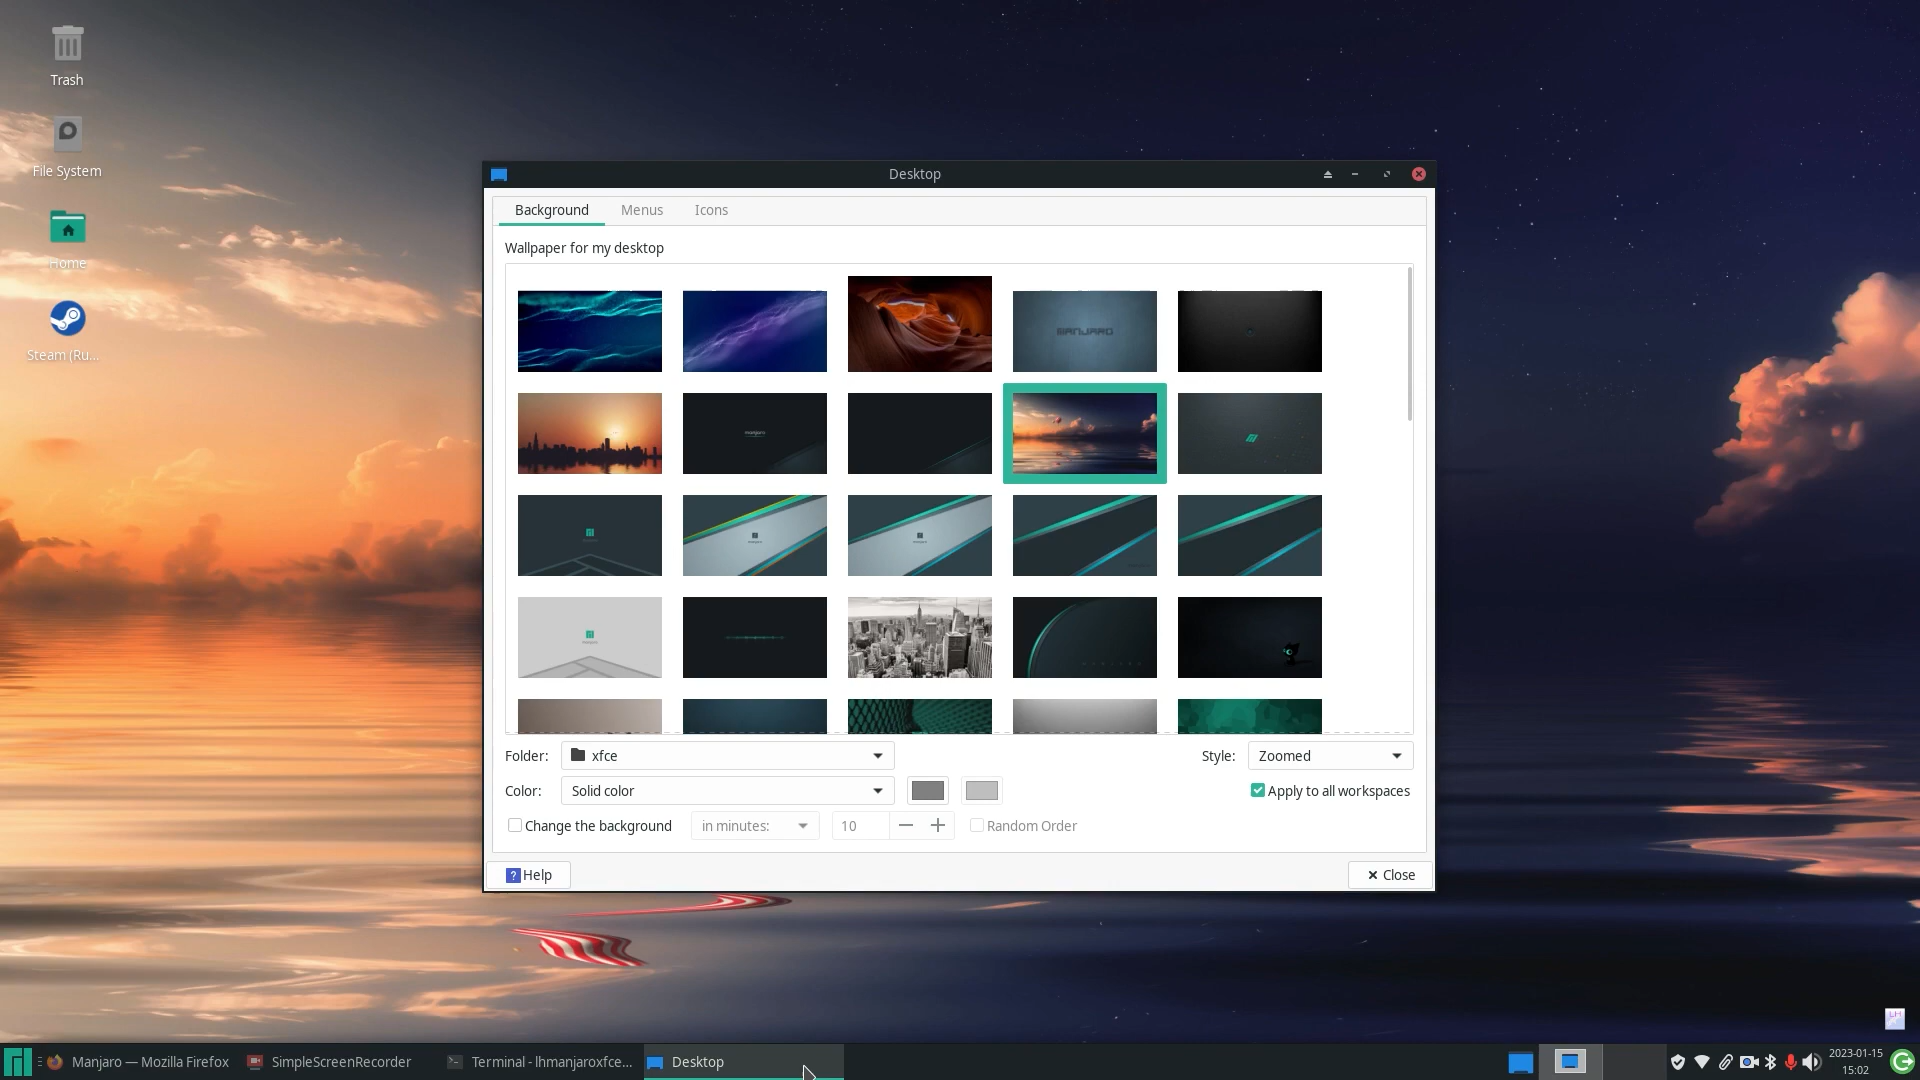 Trash
File System
Home
Steam (Ru...
Desktop
Background
Menus
Icons
Wallpaper for my desktop
MANJARO
Folder:
xfce
Style:
Zoomed
Color:
Solid color
Apply to all workspaces
Change the background
in minutes:
10
Random Order
? Help
Close
LH
Manjaro — Mozilla Firefox
SimpleScreenRecorder
Terminal - lhmanjaroxfce...
Desktop
2023-01-15
15:02